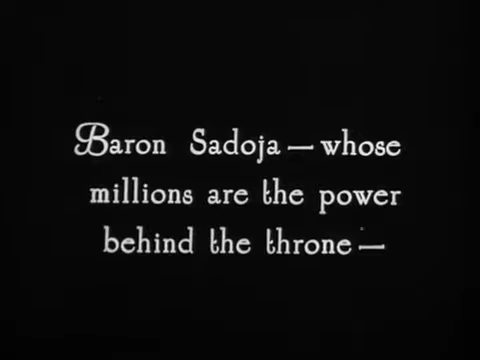 Baron Sadoja — whose
millions are the power
behind the throne —